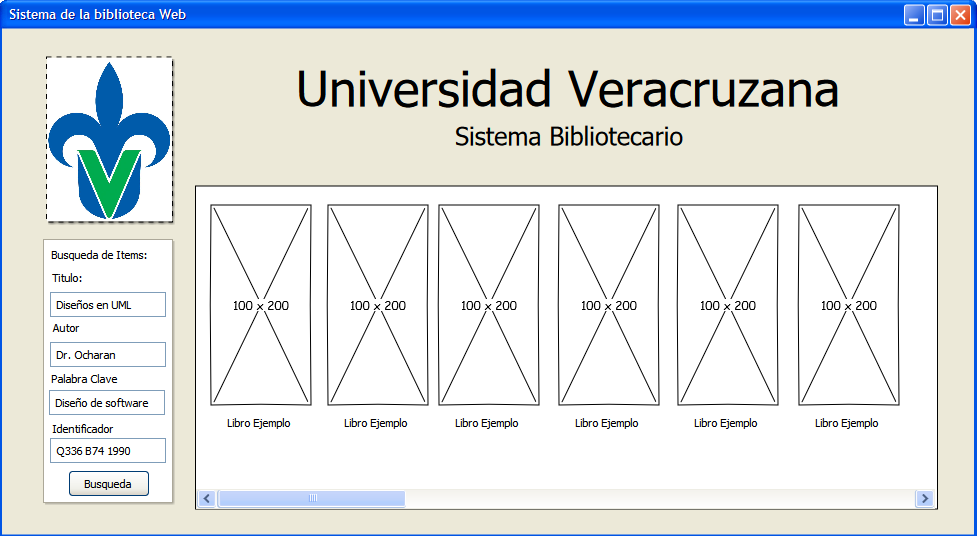 Sistema de la biblioteca Web
Universidad Veracruzana
Sistema Bibliotecario
Busqueda de Items:
Titulo:
Diseños en UML
Autor
Dr. Ocharan
Palabra Clave
Diseño de software
Identificador
Q336 B74 1990
Busqueda
100 x 200 100 x 200 100 x 200 100 x 200 100 x 200 100 x 200
Libro Ejemplo Libro Ejemplo Libro Ejemplo Libro Ejemplo Libro Ejemplo Libro Ejemplo